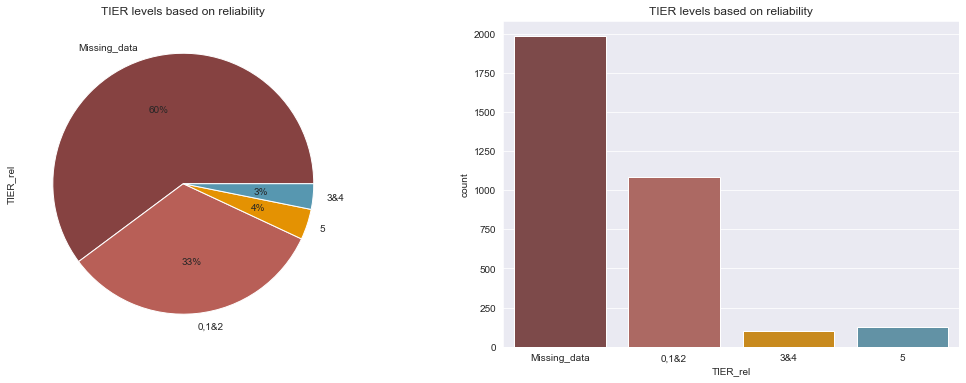 TIER levels based on reliability
Missing_data
60%
TIER_rel
3%
3&4
4%
5
33%
0,1&2
TIER levels based on reliability
2000
1750
1500
1250
1000
750
500
250
0
count
Missing_data
0,1&2
3&4
5
TIER_rel